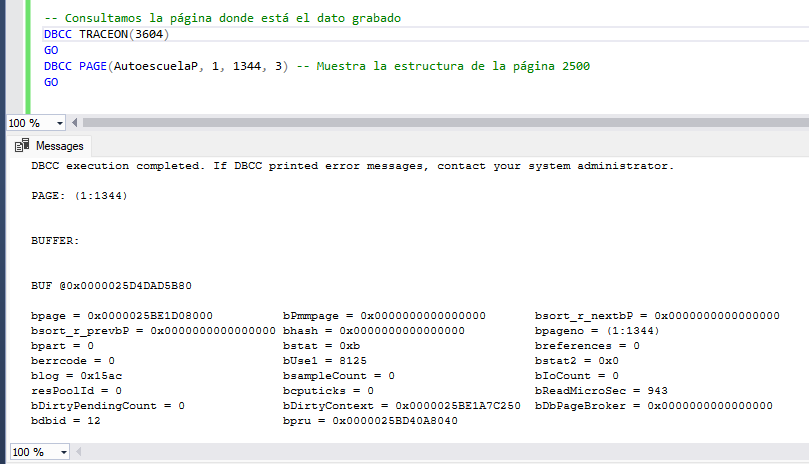 -- Consultamos la página donde está el dato grabado
DBCC TRACEON(3604)
GO
DBCC PAGE(AutoescuelaP, 1, 1344, 3) -- Muestra la estructura de la página 2500
GO
100 %
Messages
DBCC execution completed. If DBCC printed error messages, contact your system administrator.
PAGE: (1:1344)
BUFFER:
BUF @0x0000025D4DAD5B80
bpage = 0x0000025BE1D08000 bPmmpage = 0x0000000000000000 bsort_r_nextbP = 0x0000000000000000
bsort_r_prevbP = 0x0000000000000000 bhash = 0x0000000000000000 bpageno = (1:1344)
bpart = 0 bstat = 0xb breferences = 0
berrcode = 0 bUse1 = 8125 bstat2 = 0x0
blog = 0x15ac bsampleCount = 0 bIoCount = 0
resPoolId = 0 bcputicks = 0 bReadMicroSec = 943
bDirtyPendingCount = 0 bDirtyContext = 0x0000025BE1A7C250 bDbPageBroker = 0x0000000000000000
bdbid = 12 bpru = 0x0000025BD40A8040
100 %